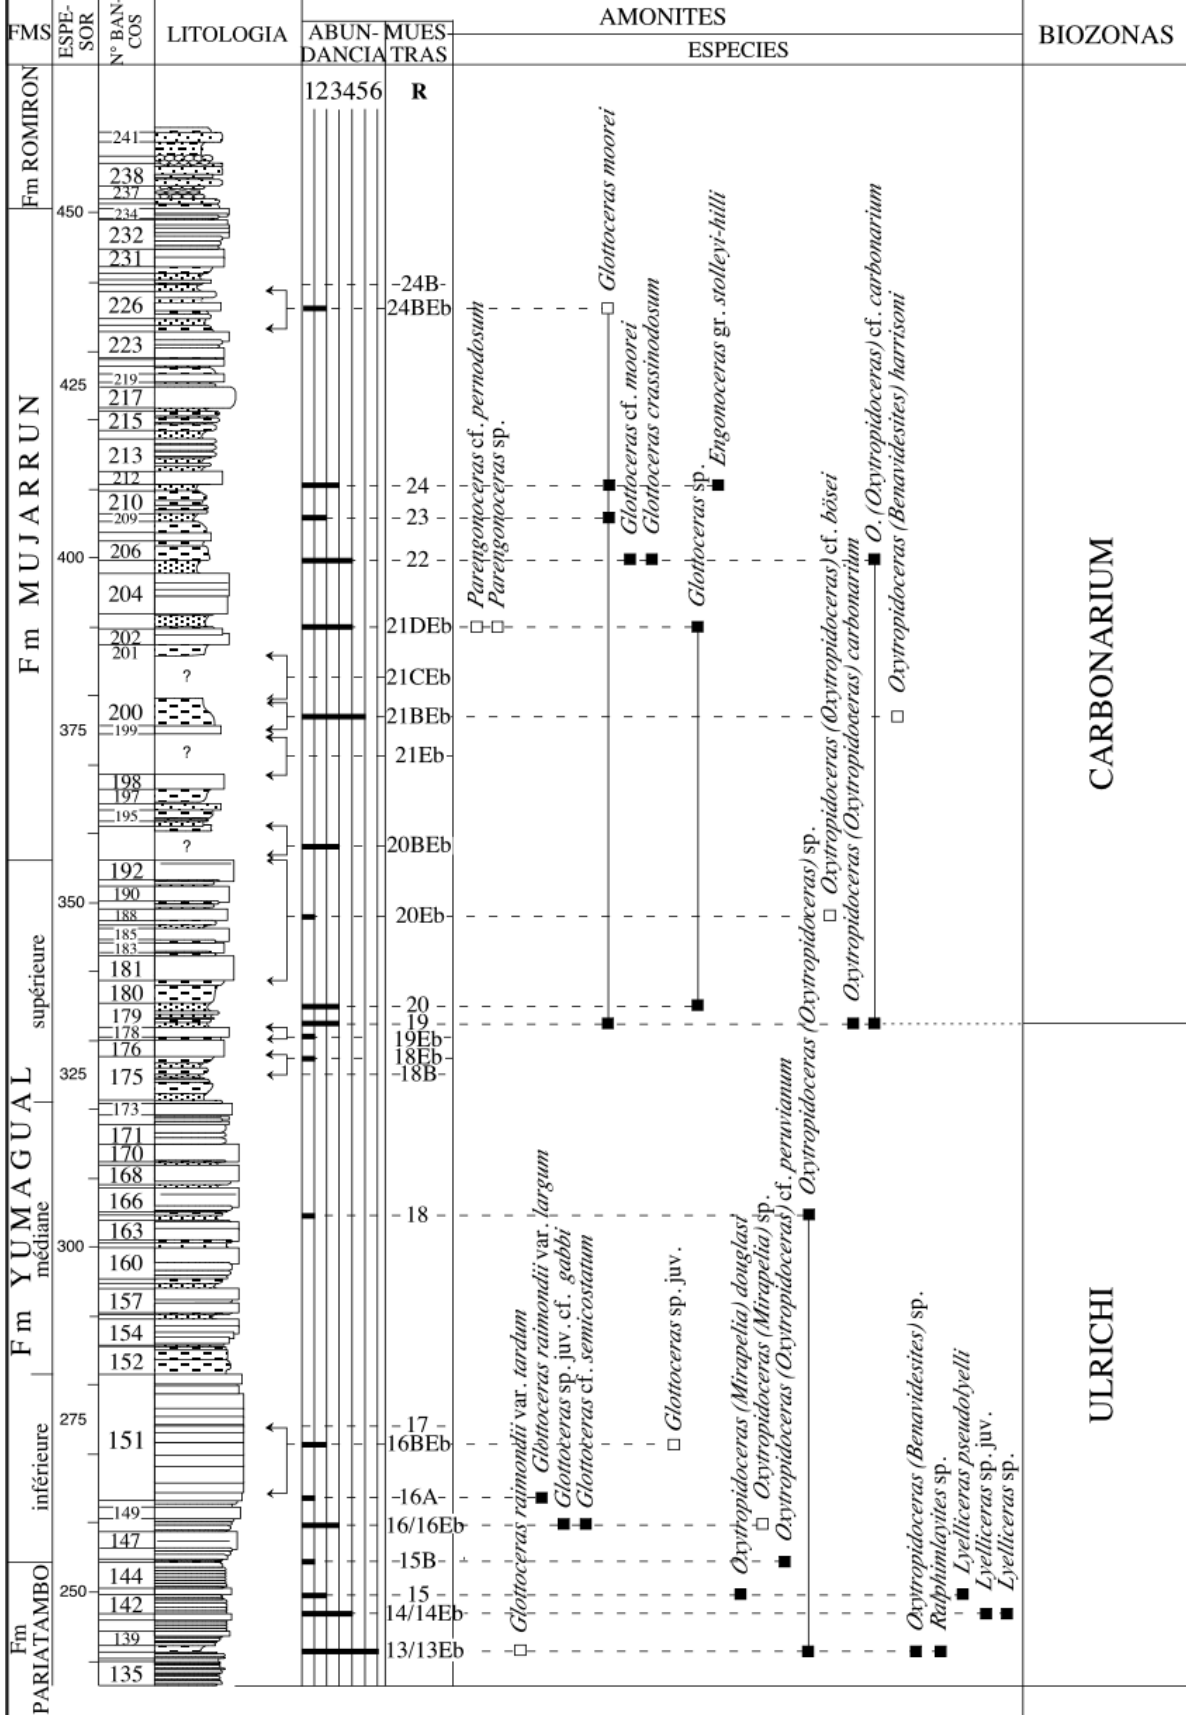 FMS
ESPE-
SOR
N° BAN-
COS
LITOLOGIA
ABUN-
DANCIA
MUES
TRAS
AMONITES
ESPECIES
BIOZONAS
123456
R
Fm ROMIRON
Fm MUJARRUN
Fm YUMAGUAL
supérieure
médiane
inférieure
Fm
PARIATAMBO
450
425
400
375
350
325
300
275
250
241
238
237
234
232
231
226
223
219
217
215
213
212
210
209
206
204
202
201
?
200
199
?
198
197
195
?
192
190
188
185
183
181
180
179
178
176
175
173
171
170
168
166
163
160
157
154
152
151
149
147
144
142
139
135
24B
24BEb
24
23
22
21DEb
21CEb
21BEb
21Eb
20BEb
20Eb
20
19
19Eb
18Eb
18B
18
17
16BEb
16A
16/16Eb
15B
15
14/14Eb
13/13Eb
Glottoceras moorei
Parengonoceras cf. pernodosum
Parengonoceras sp.
Glottoceras cf. moorei
Glottoceras crassinodosum
Engonoceras gr. stolleyi-hilli
Glottoceras sp.
O. (Oxytropidoceras) cf. carbonarium
Oxytropidoceras (Benavidesites) harrisoni
Oxytropidoceras (Oxytropidoceras) cf. bösei
Oxytropidoceras (Oxytropidoceras) carbonarium
Oxytropidoceras (Oxytropidoceras) sp.
Glottoceras raimondii var. tardum
Glottoceras raimondii var. largum
Glottoceras sp. juv. cf. gabbi
Glottoceras cf. semicostatum
Glottoceras sp. juv.
Oxytropidoceras (Mirapelia) douglasi
Oxytropidoceras (Mirapelia) sp.
Oxytropidoceras (Oxytropidoceras) cf. peruvianum
Oxytropidoceras (Benavidesites) sp.
Ralphimlayites sp.
Lyelliceras pseudolyelli
Lyelliceras sp. juv.
Lyelliceras sp.
CARBONARIUM
ULRICHI